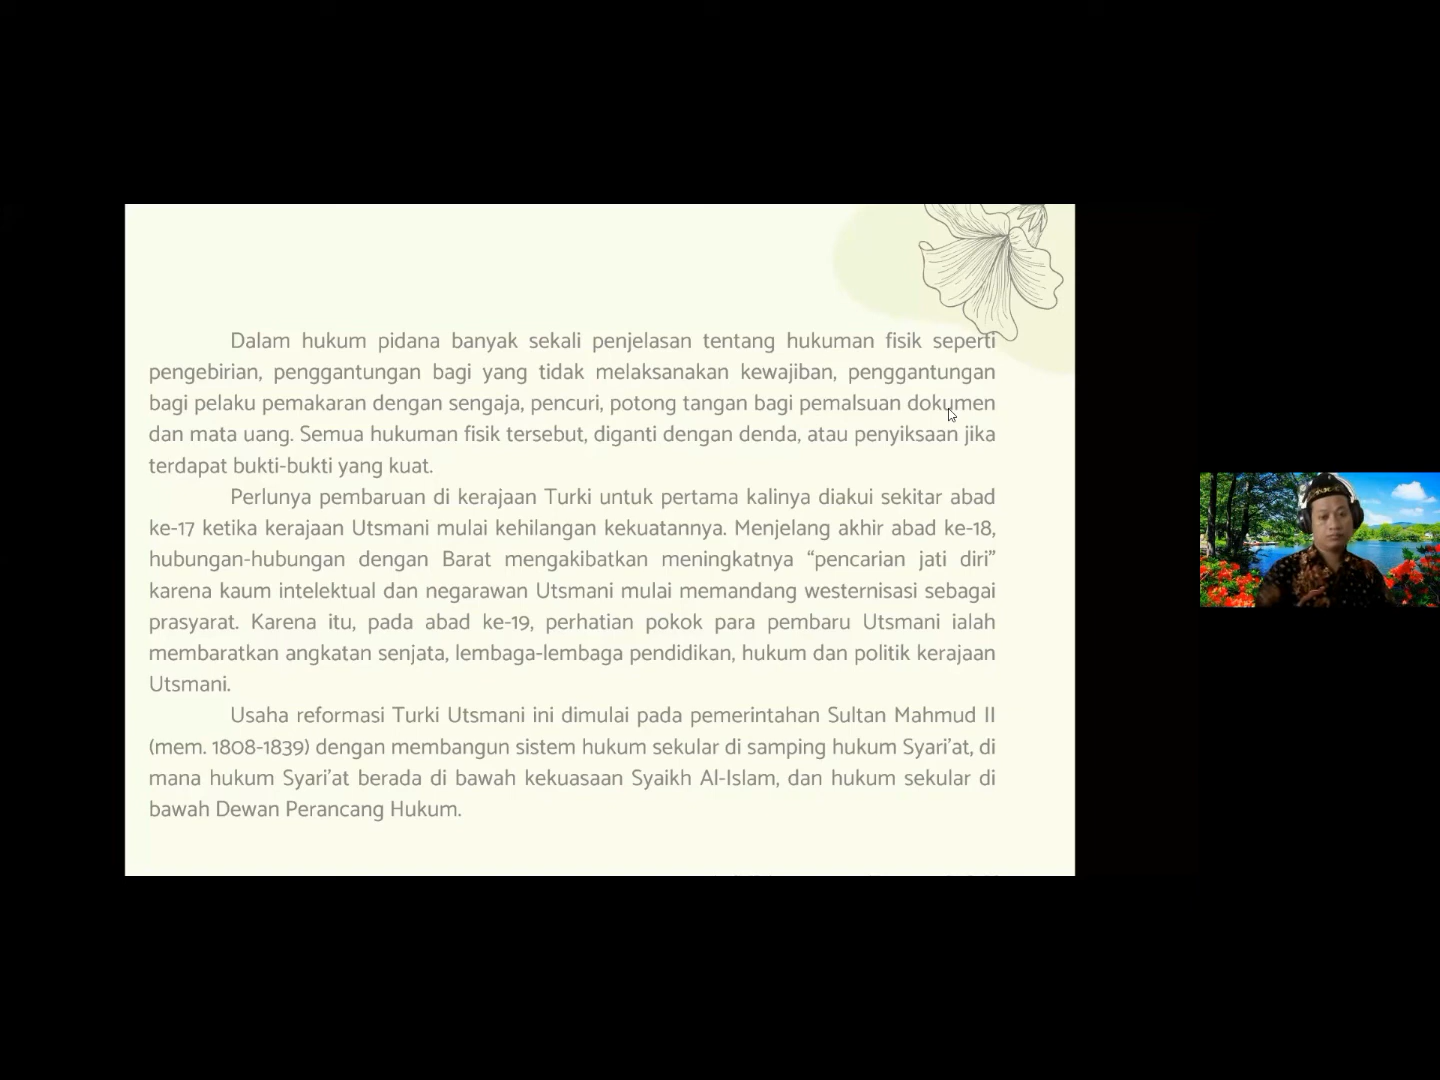 Dalam hukum pidana banyak sekali penjelasan tentang hukuman fisik seperti
pengebirian, penggantungan bagi yang tidak melaksanakan kewajiban, penggantungan
bagi pelaku pemakaran dengan sengaja, pencuri, potong tangan bagi pemalsuan dokumen
dan mata uang. Semua hukuman fisik tersebut, diganti dengan denda, atau penyiksaan jika
terdapat bukti-bukti yang kuat.
Perlunya pembaruan di kerajaan Turki untuk pertama kalinya diakui sekitar abad
ke-17 ketika kerajaan Utsmani mulai kehilangan kekuatannya. Menjelang akhir abad ke-18,
hubungan-hubungan dengan Barat mengakibatkan meningkatnya “pencarian jati diri”
karena kaum intelektual dan negarawan Utsmani mulai memandang westernisasi sebagai
prasyarat. Karena itu, pada abad ke-19, perhatian pokok para pembaru Utsmani ialah
membaratkan angkatan senjata, lembaga-lembaga pendidikan, hukum dan politik kerajaan
Utsmani.
Usaha reformasi Turki Utsmani ini dimulai pada pemerintahan Sultan Mahmud II
(mem. 1808-1839) dengan membangun sistem hukum sekular di samping hukum Syari’at, di
mana hukum Syari’at berada di bawah kekuasaan Syaikh Al-Islam, dan hukum sekular di
bawah Dewan Perancang Hukum.